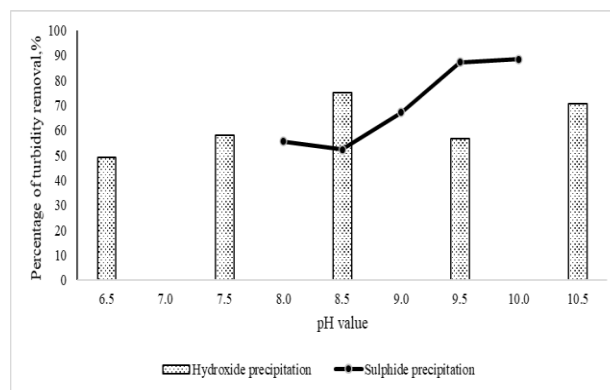 Percentage of turbidity removal,%
100
90
80
70
60
50
40
30
20
10
0
6.5 7.0 7.5 8.0 8.5 9.0 9.5 10.0 10.5
pH value
Hydroxide precipitation Sulphide precipitation